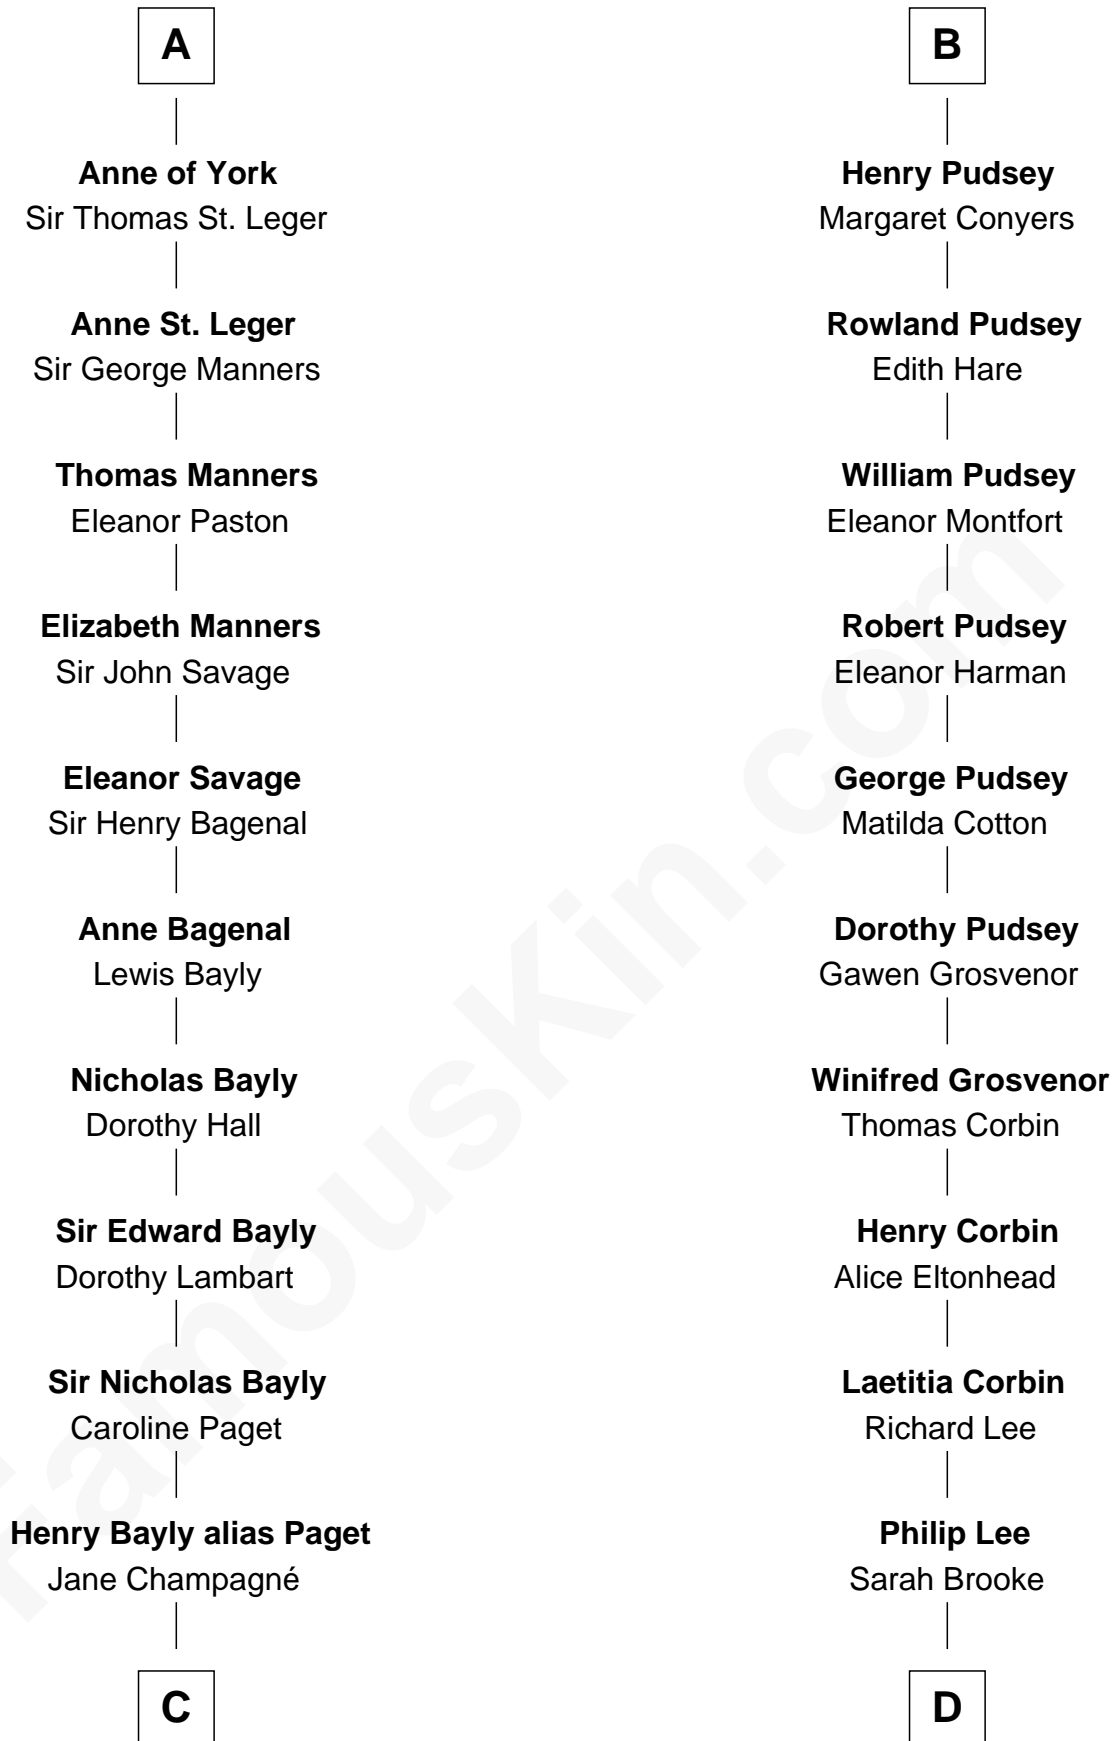 A
Anne of York
Sir Thomas St. Leger
Anne St. Leger
Sir George Manners
Thomas Manners
Eleanor Paston
Elizabeth Manners
Sir John Savage
Eleanor Savage
Sir Henry Bagenal
Anne Bagenal
Lewis Bayly
Nicholas Bayly
Dorothy Hall
Sir Edward Bayly
Dorothy Lambart
Sir Nicholas Bayly
Caroline Paget
Henry Bayly alias Paget
Jane Champagné
C
B
Henry Pudsey
Margaret Conyers
Rowland Pudsey
Edith Hare
William Pudsey
Eleanor Montfort
Robert Pudsey
Eleanor Harman
George Pudsey
Matilda Cotton
Dorothy Pudsey
Gawen Grosvenor
Winifred Grosvenor
Thomas Corbin
Henry Corbin
Alice Eltonhead
Laetitia Corbin
Richard Lee
Philip Lee
Sarah Brooke
D
FamousKin.com